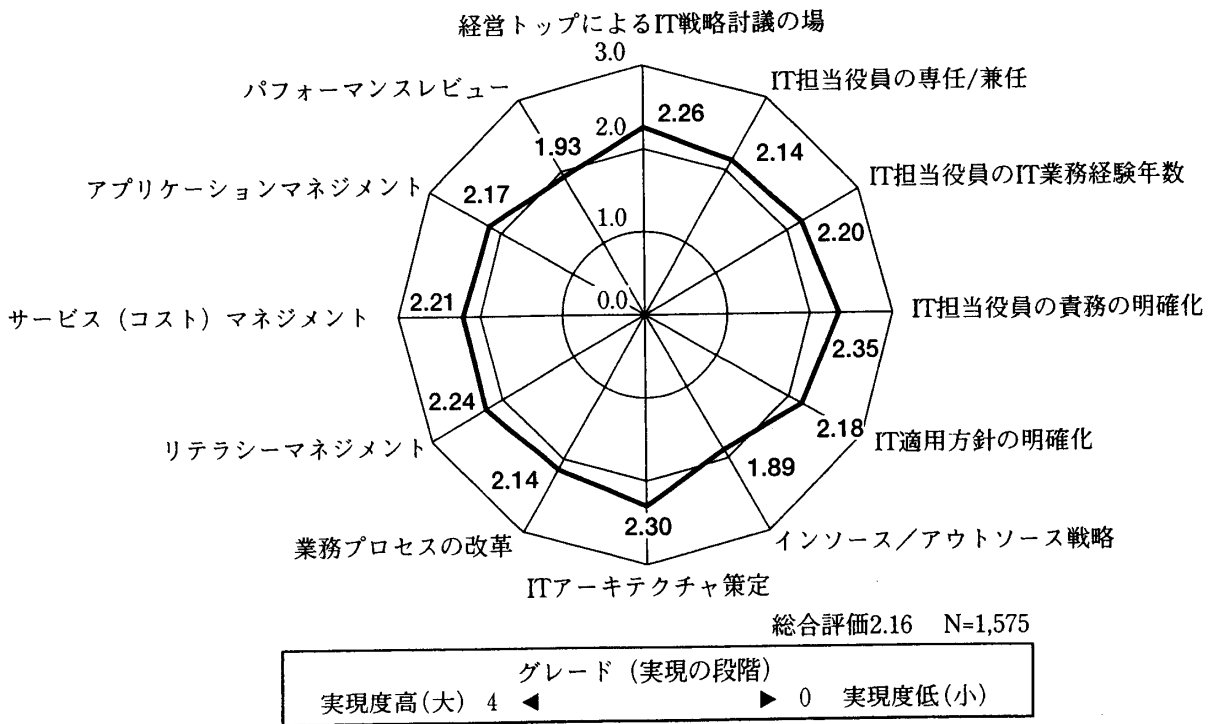 経営トップによるIT戦略討議の場
3.0
パフォーマンスレビュー
IT担当役員の専任/兼任
2.0
2.26
1.93
2.14
アプリケーションマネジメント
2.17
IT担当役員のIT業務経験年数
1.0
2.20
0.0
サービス（コスト）マネジメント
2.21
IT担当役員の責務の明確化
2.35
2.24
2.18
リテラシーマネジメント
IT適用方針の明確化
2.14
1.89
2.30
業務プロセスの改革
インソース／アウトソース戦略
ITアーキテクチャ策定
総合評価2.16 N=1,575
グレード（実現の段階）
実現度高(大) 4 ◀ ▶ 0 実現度低(小)